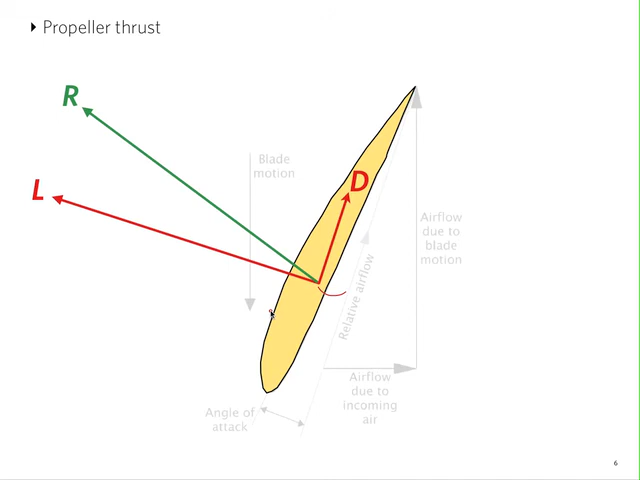 Propeller thrust
R
L
D
Blade
motion
Airflow
due to
blade
motion
Relative airflow
Airflow
due to
incoming
air
Angle of
attack
6